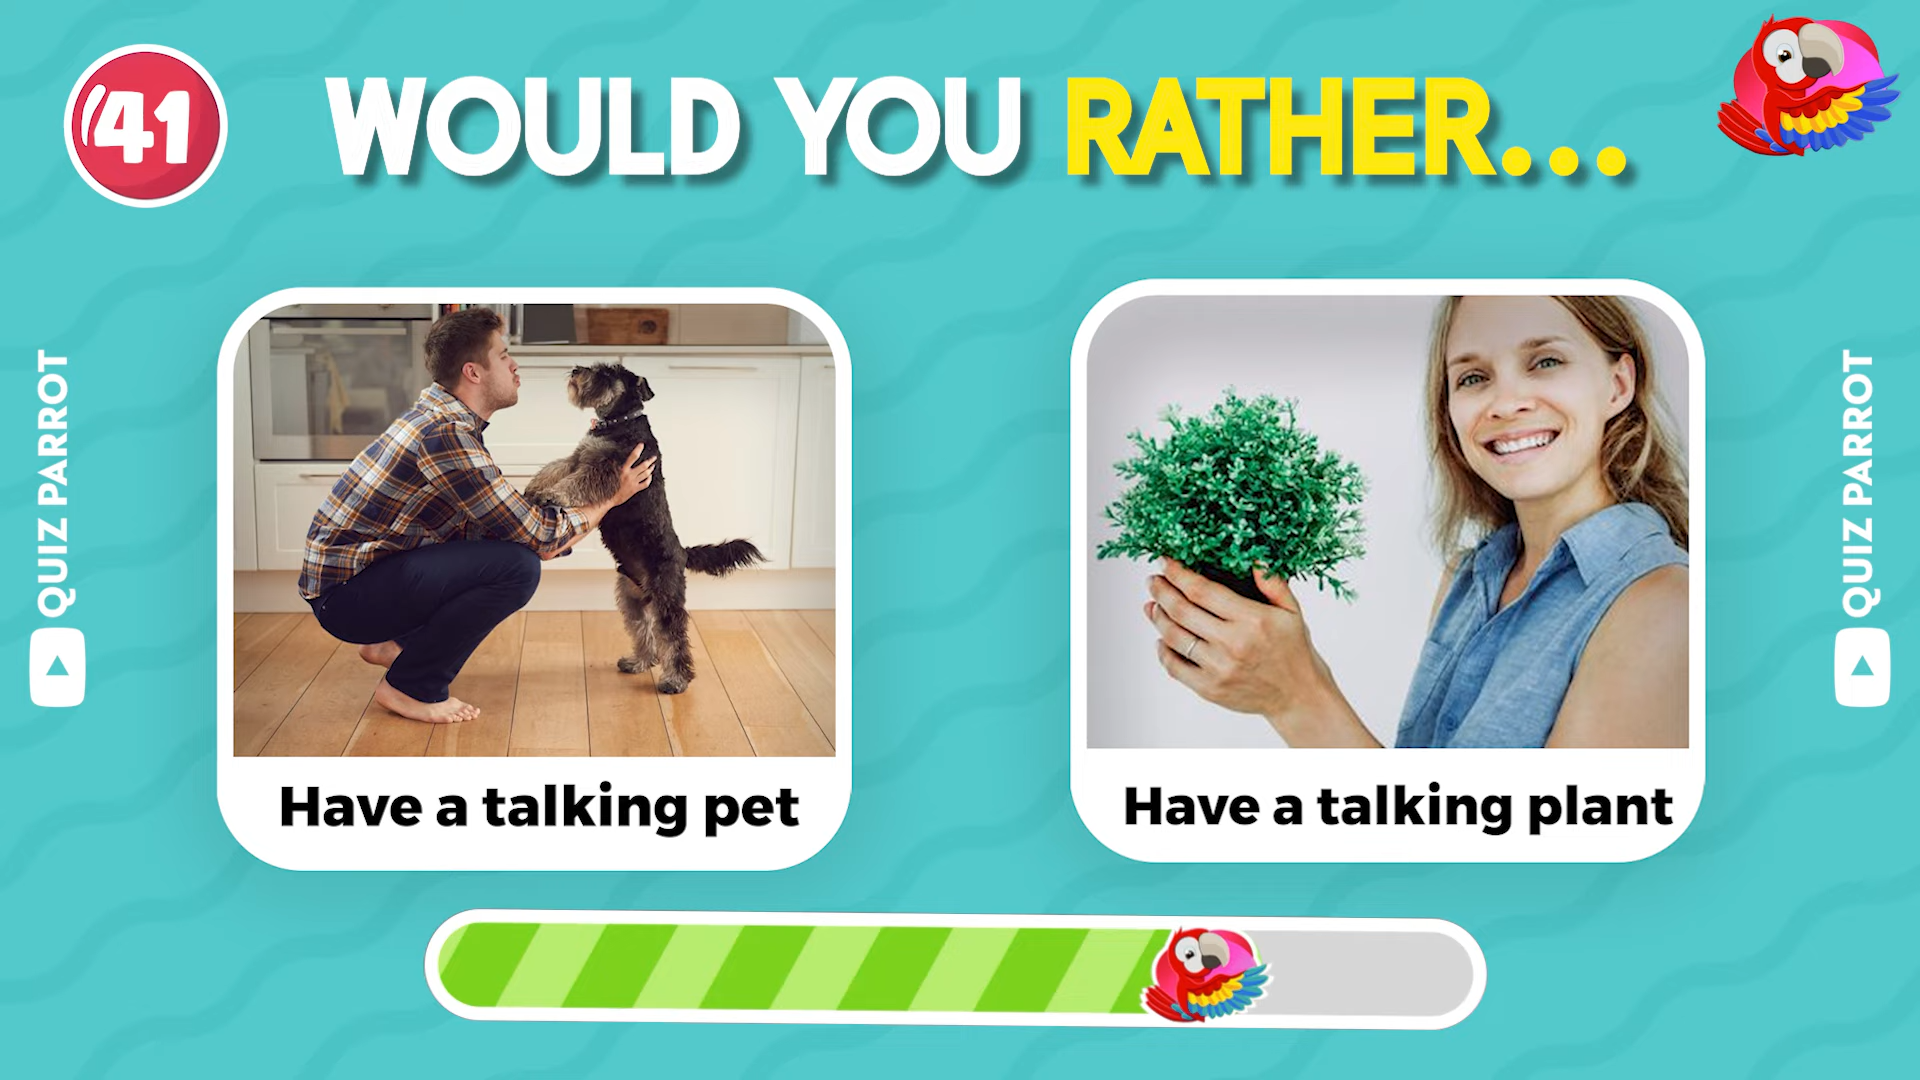 41
WOULD YOU RATHER...
QUIZ PARROT
QUIZ PARROT
Have a talking pet
Have a talking plant